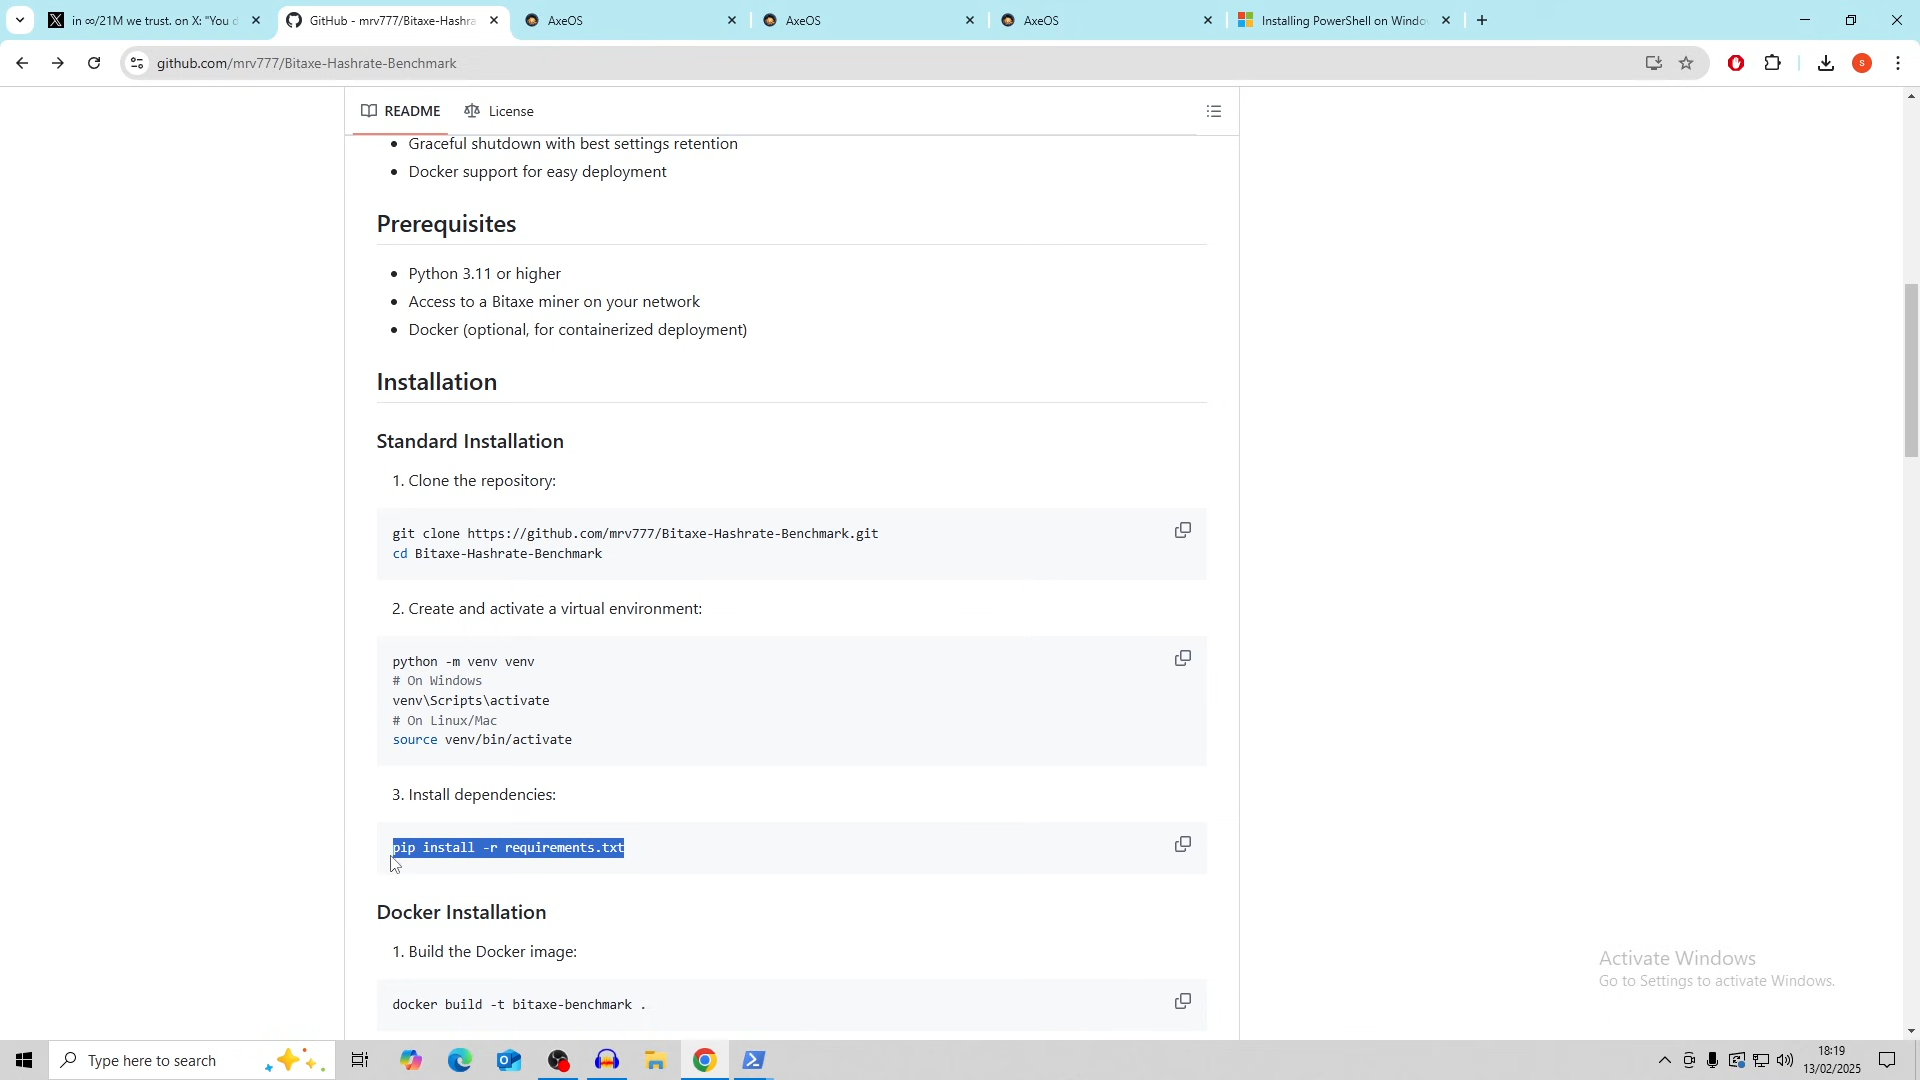 in ∞/21M we trust. on X: "You d
GitHub - mrv777/Bitaxe-Hashra
AxeOS
AxeOS
AxeOS
Installing PowerShell on Windo
github.com/mrv777/Bitaxe-Hashrate-Benchmark
S
README
License
Graceful shutdown with best settings retention
Docker support for easy deployment
Prerequisites
Python 3.11 or higher
Access to a Bitaxe miner on your network
Docker (optional, for containerized deployment)
Installation
Standard Installation
1. Clone the repository:
git clone https://github.com/mrv777/Bitaxe-Hashrate-Benchmark.git
cd Bitaxe-Hashrate-Benchmark
2. Create and activate a virtual environment:
python -m venv venv
# On Windows
venv\Scripts\activate
# On Linux/Mac
source venv/bin/activate
3. Install dependencies:
pip install -r requirements.txt
Docker Installation
1. Build the Docker image:
docker build -t bitaxe-benchmark .
Activate Windows
Go to Settings to activate Windows.
Type here to search
18:19
13/02/2025